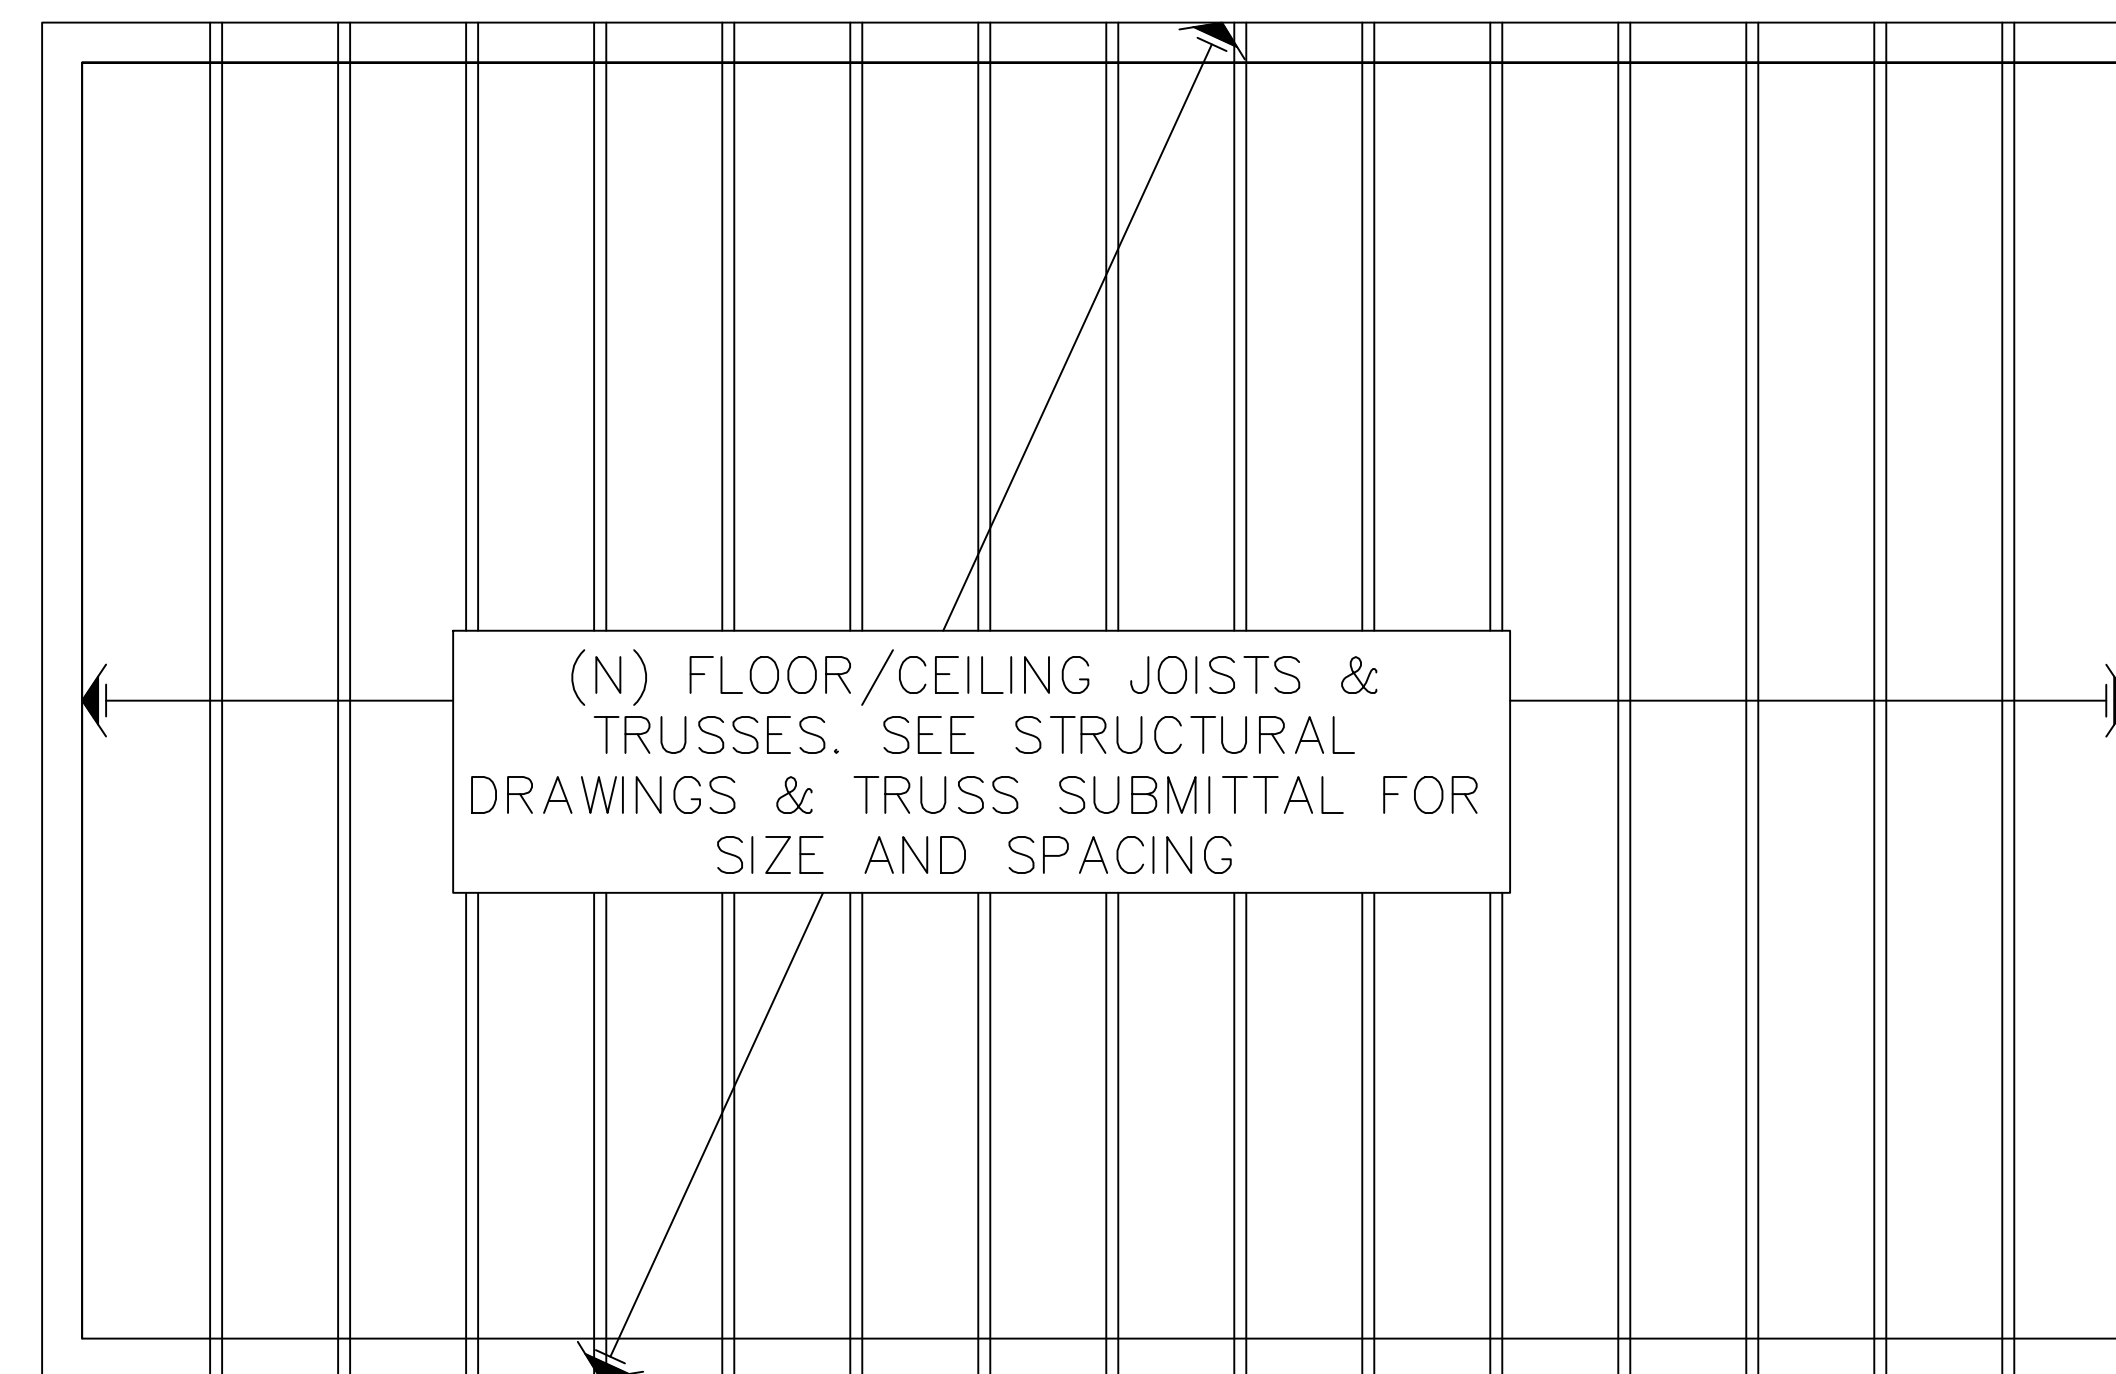 (N) FLOOR/CEILING JOISTS &
TRUSSES. SEE STRUCTURAL
DRAWINGS & TRUSS SUBMITTAL FOR
SIZE AND SPACING